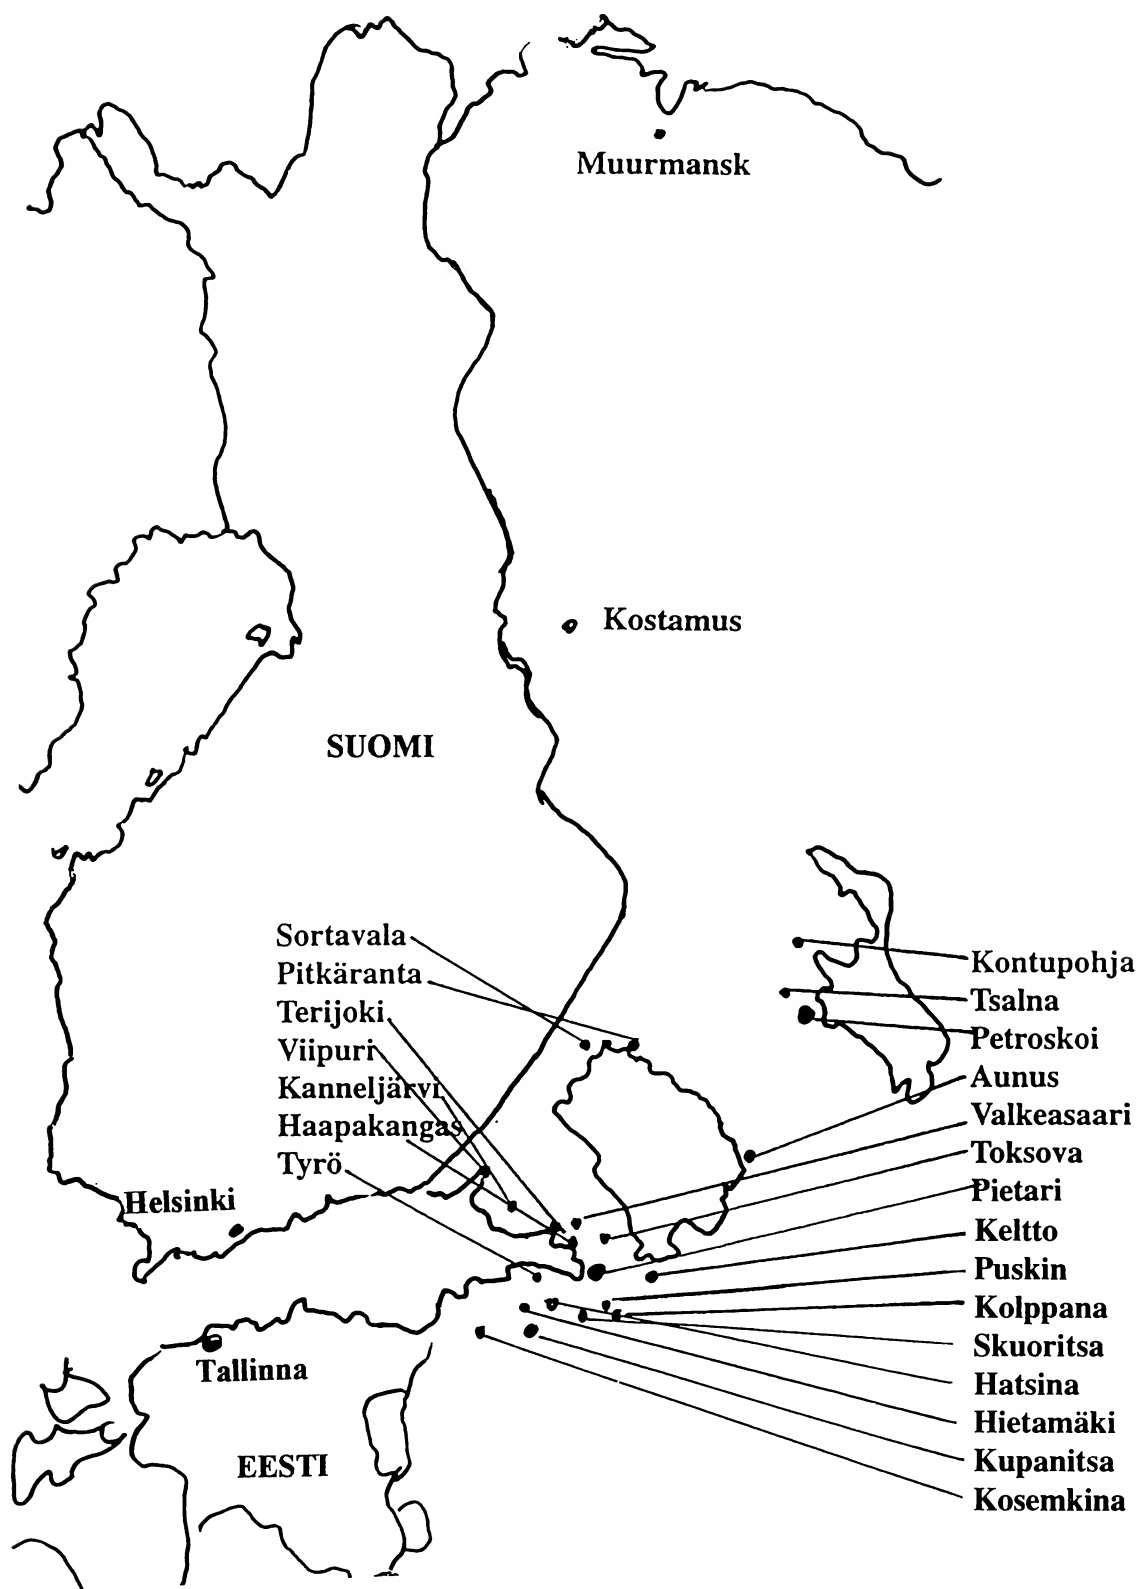 Muurmansk
Kostamus
SUOMI
Sortavala
Pitkäranta
Terijoki
Viipuri
Kanneljärvi
Haapakangas
Tyrö
Helsinki
Tallinna
EESTI
Kontupohja
Tsalna
Petroskoi
Aunus
Valkeasaari
Toksova
Pietari
Keltto
Puskin
Kolppana
Skuoritsa
Hatsina
Hietamäki
Kupanitsa
Kosemkina